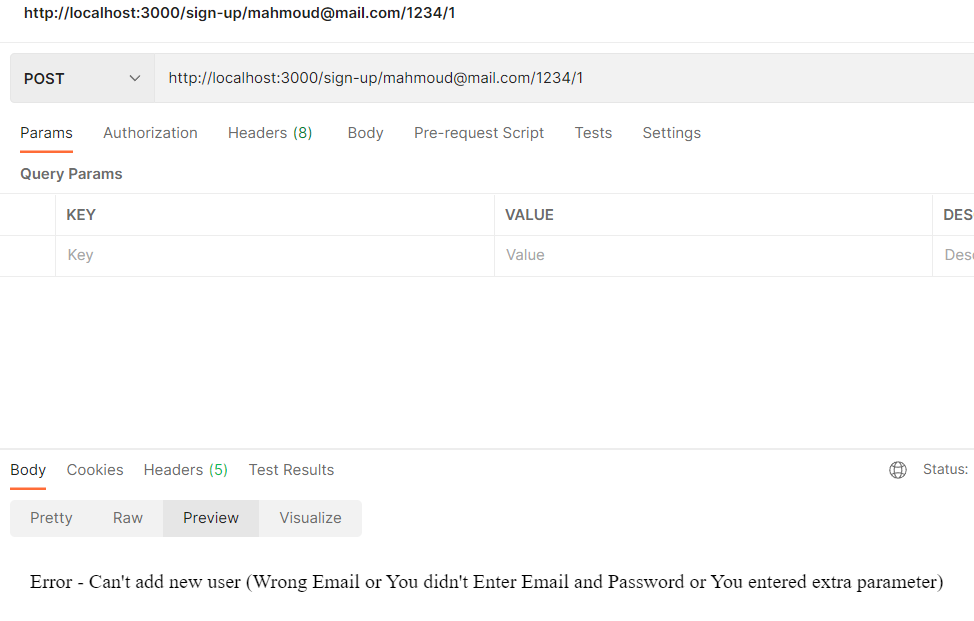 http://localhost:3000/sign-up/mahmoud@mail.com/1234/1
POST http://localhost:3000/sign-up/mahmoud@mail.com/1234/1
Params Authorization Headers (8) Body Pre-request Script Tests Settings
Query Params
KEY VALUE DES
Key Value Desc
Body Cookies Headers (5) Test Results Status:
Pretty Raw Preview Visualize
Error - Can't add new user (Wrong Email or You didn't Enter Email and Password or You entered extra parameter)